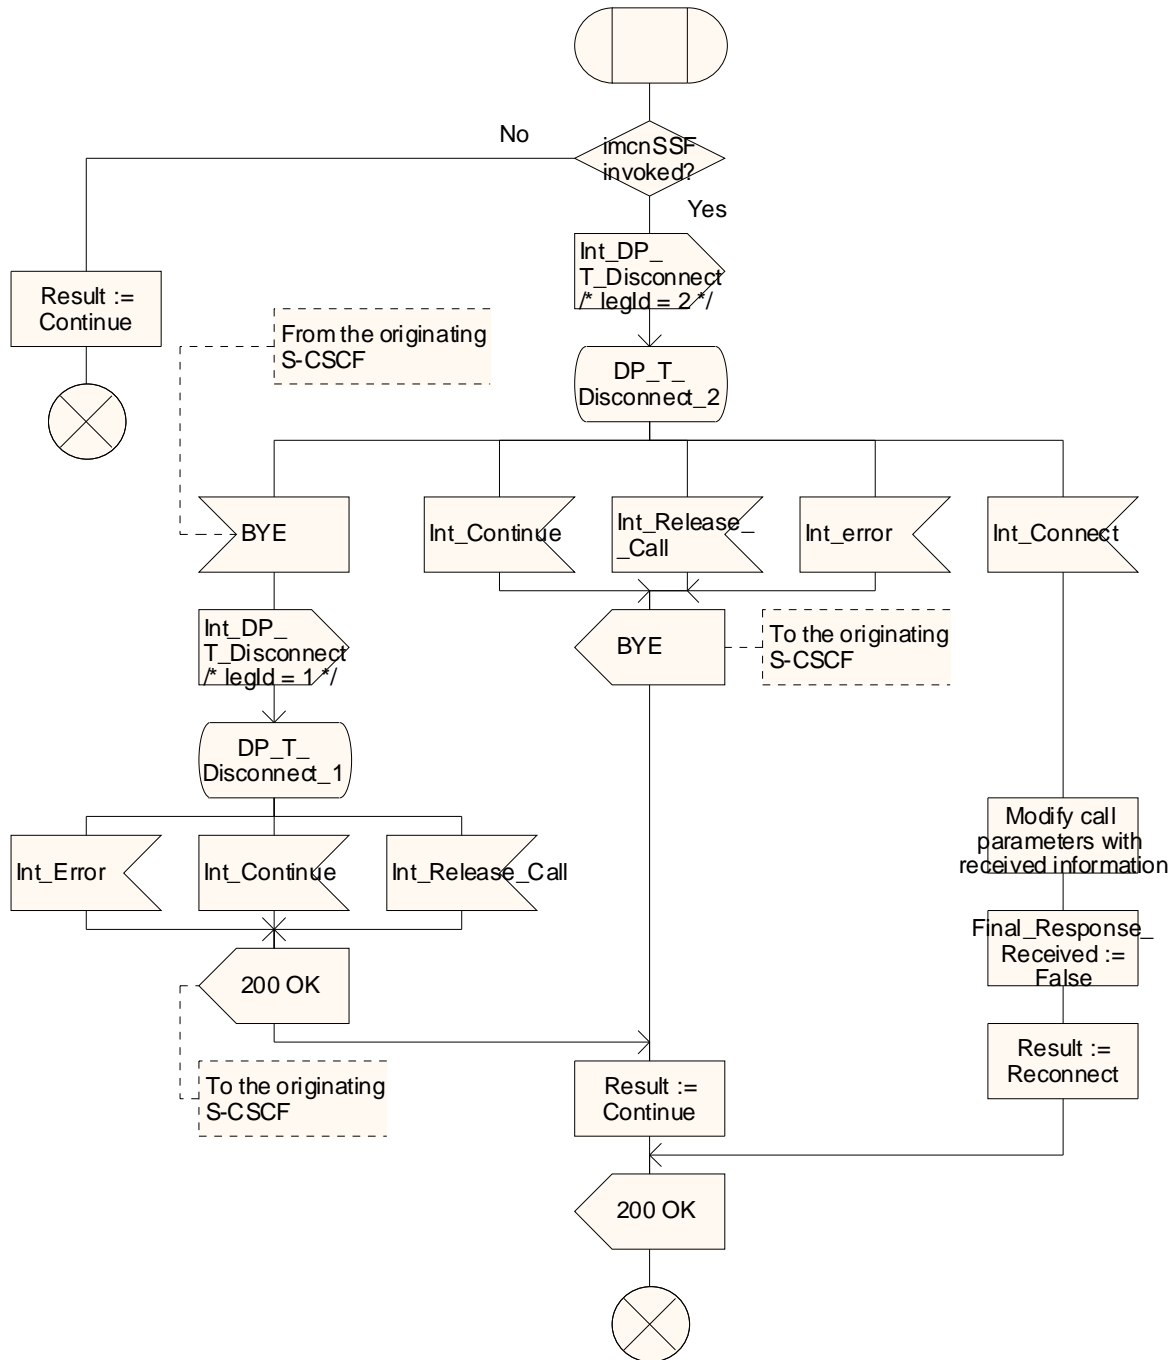 No
imcnSSF
invoked?
Yes
Int_DP_
T_Disconnect
/* legId = 2 */
Result :=
Continue
From the originating
S-CSCF
DP_T_
Disconnect_2
BYE
Int_Continue
Int_Release_
_Call
Int_error
Int_Connect
Int_DP_
T_Disconnect
/* legId = 1 */
BYE
To the originating
S-CSCF
DP_T_
Disconnect_1
Modify call
parameters with
received information
Int_Error
Int_Continue
Int_Release_Call
Final_Response_
Received :=
False
200 OK
Result :=
Reconnect
To the originating
S-CSCF
Result :=
Continue
200 OK